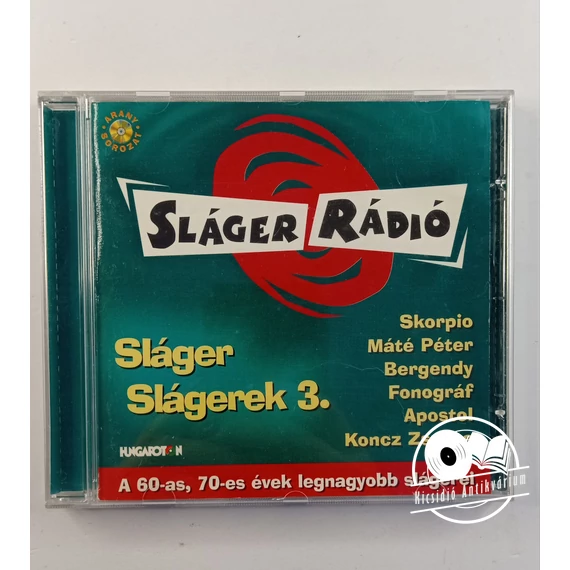 ARANY
SOROZAT
SLÁGER RÁDIÓ
Skorpio
Máté Péter
Bergendy
Fonográf
Apostol
Koncz
Sláger
Slágerek 3.
HUNGAROTON
A 60-as, 70-es évek legnagyobb slágerei
Kicsidió Antikvárium